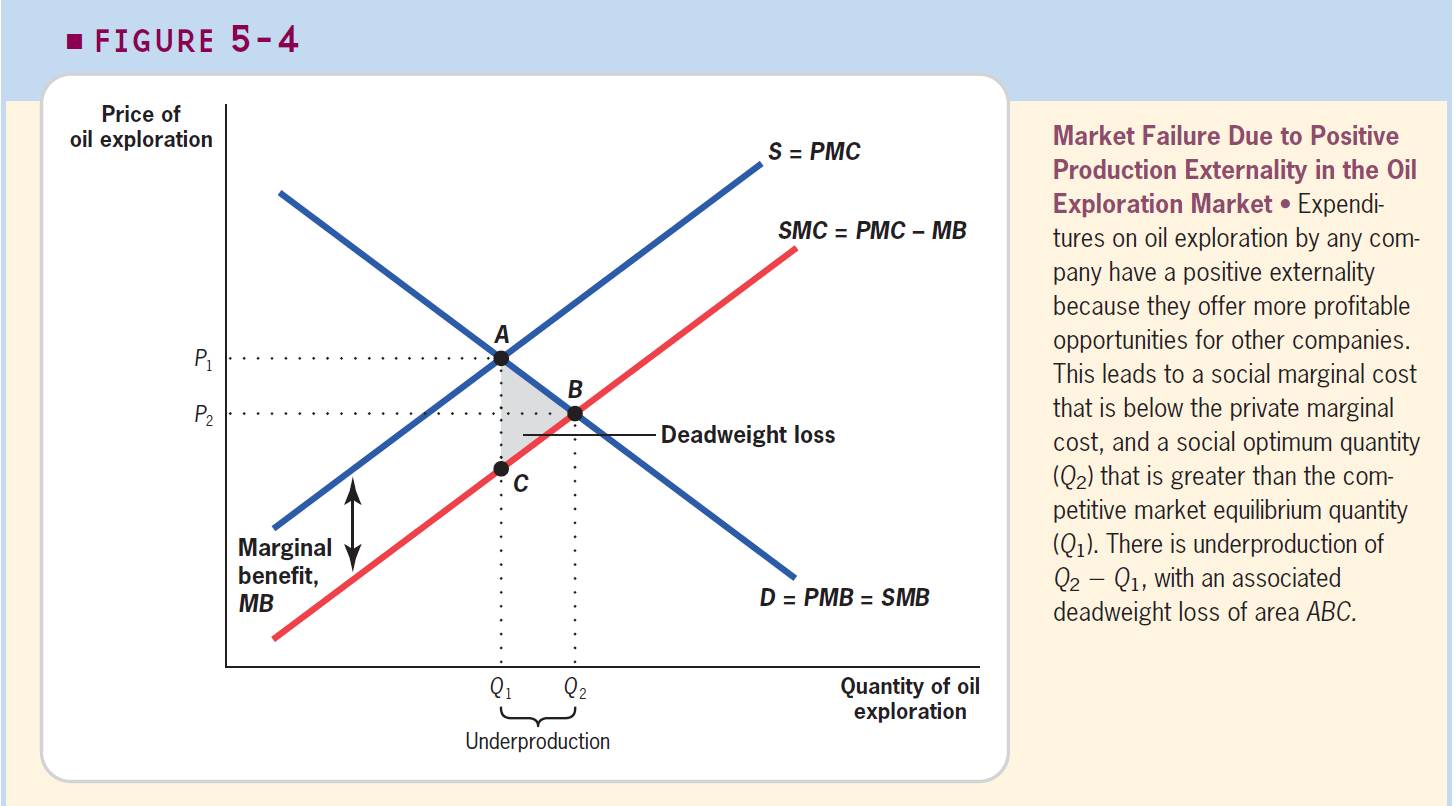 ■ FIGURE 5-4
Price of
oil exploration
S = PMC
SMC = PMC – MB
A
P1
B
P2
Deadweight loss
C
Marginal
benefit,
MB
D = PMB = SMB
Q1
Q2
Quantity of oil
exploration
Underproduction
Market Failure Due to Positive
Production Externality in the Oil
Exploration Market • Expendi-
tures on oil exploration by any com-
pany have a positive externality
because they offer more profitable
opportunities for other companies.
This leads to a social marginal cost
that is below the private marginal
cost, and a social optimum quantity
(Q2) that is greater than the com-
petitive market equilibrium quantity
(Q1). There is underproduction of
Q2 – Q1, with an associated
deadweight loss of area ABC.